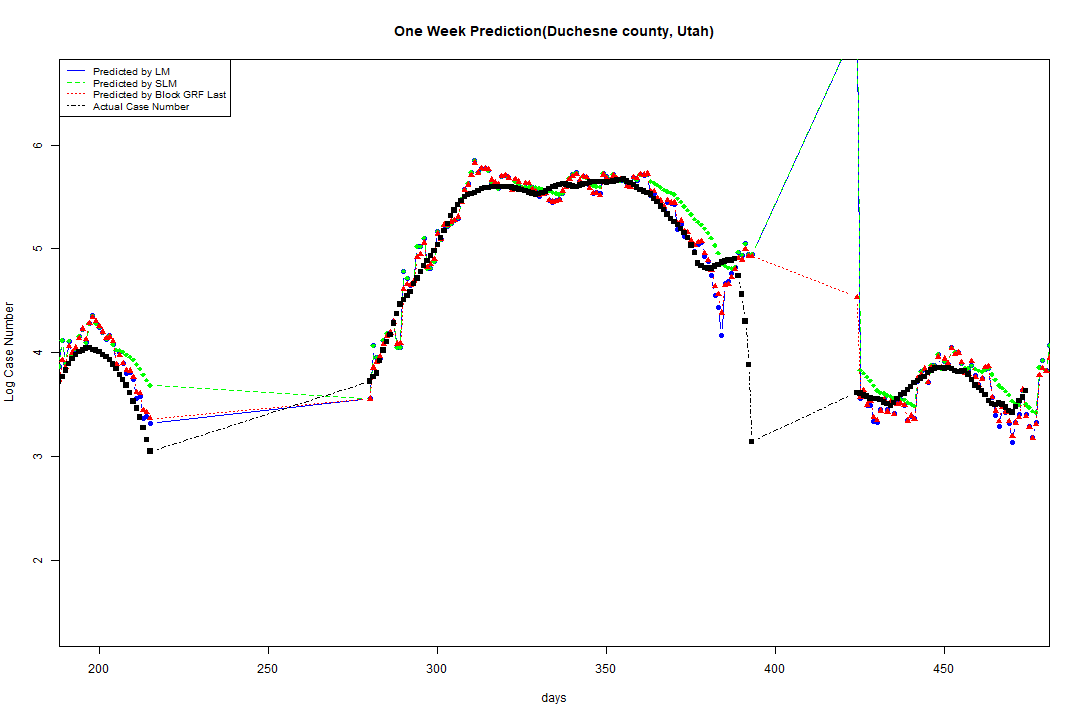 One Week Prediction(Duchesne county, Utah)
Predicted by LM
Predicted by SLM
Predicted by Block GRF Last
Actual Case Number
Log Case Number
6
5
4
3
2
200 250 300 350 400 450
days